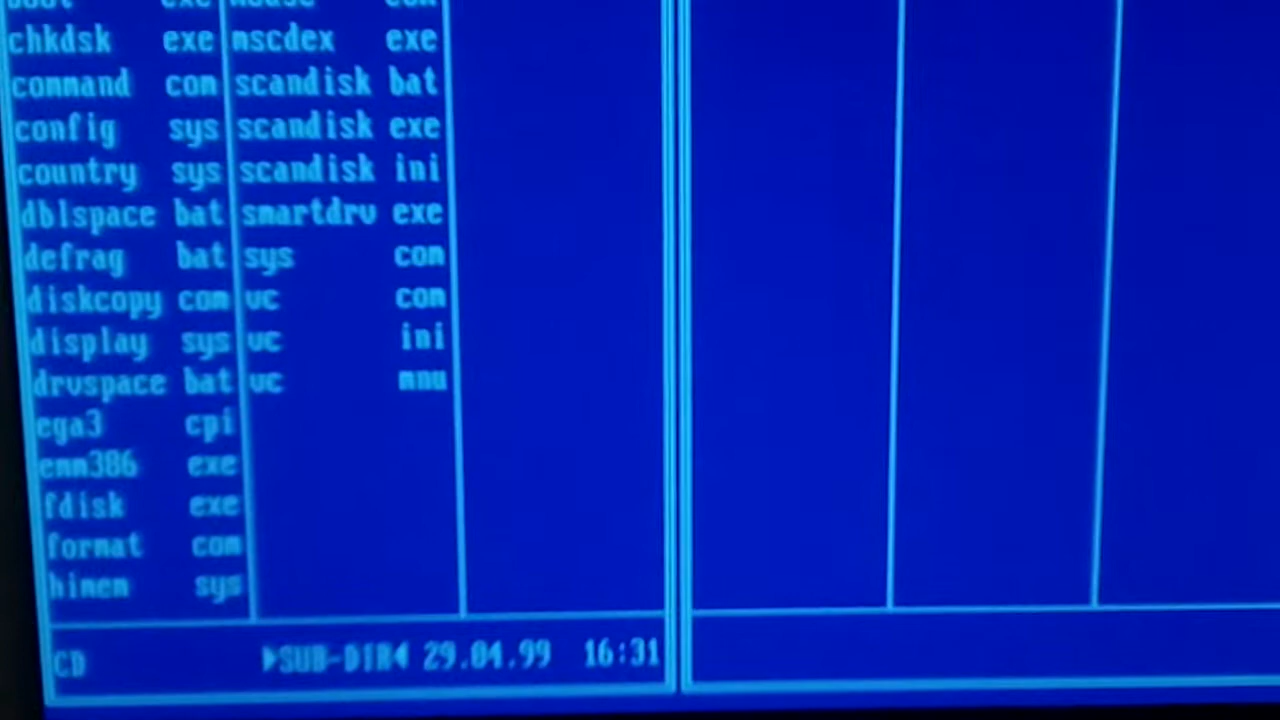 chkdsk exe mscdex exe
command com scandisk bat
config sys scandisk exe
country sys scandisk ini
dblspace bat smartdrv exe
defrag bat sys com
diskcopy com vc com
display sys vc ini
drvspace bat vc mnu
ega3 cpi
emm386 exe
fdisk exe
format com
himem sys
CD ►SUB-DIR◄ 29.04.99 16:31